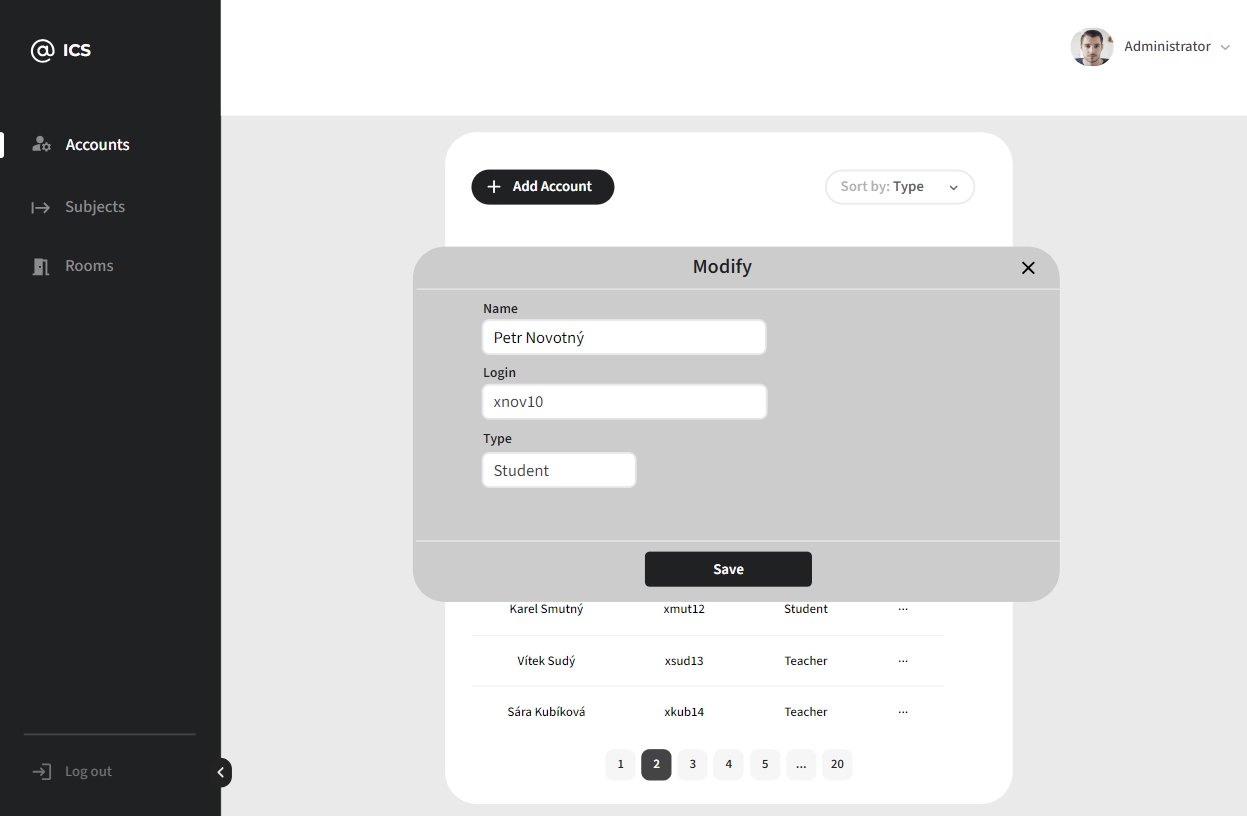 @ ICS
Administrator
Accounts
Subjects
Rooms
Log out
+ Add Account
Sort by: Type
Modify
Name
Petr Novotný
Login
xnov10
Type
Student
Save
Karel Smutný xmut12 Student ...
Vítek Sudý xsud13 Teacher ...
Sára Kubíková xkub14 Teacher ...
1 2 3 4 5 ... 20